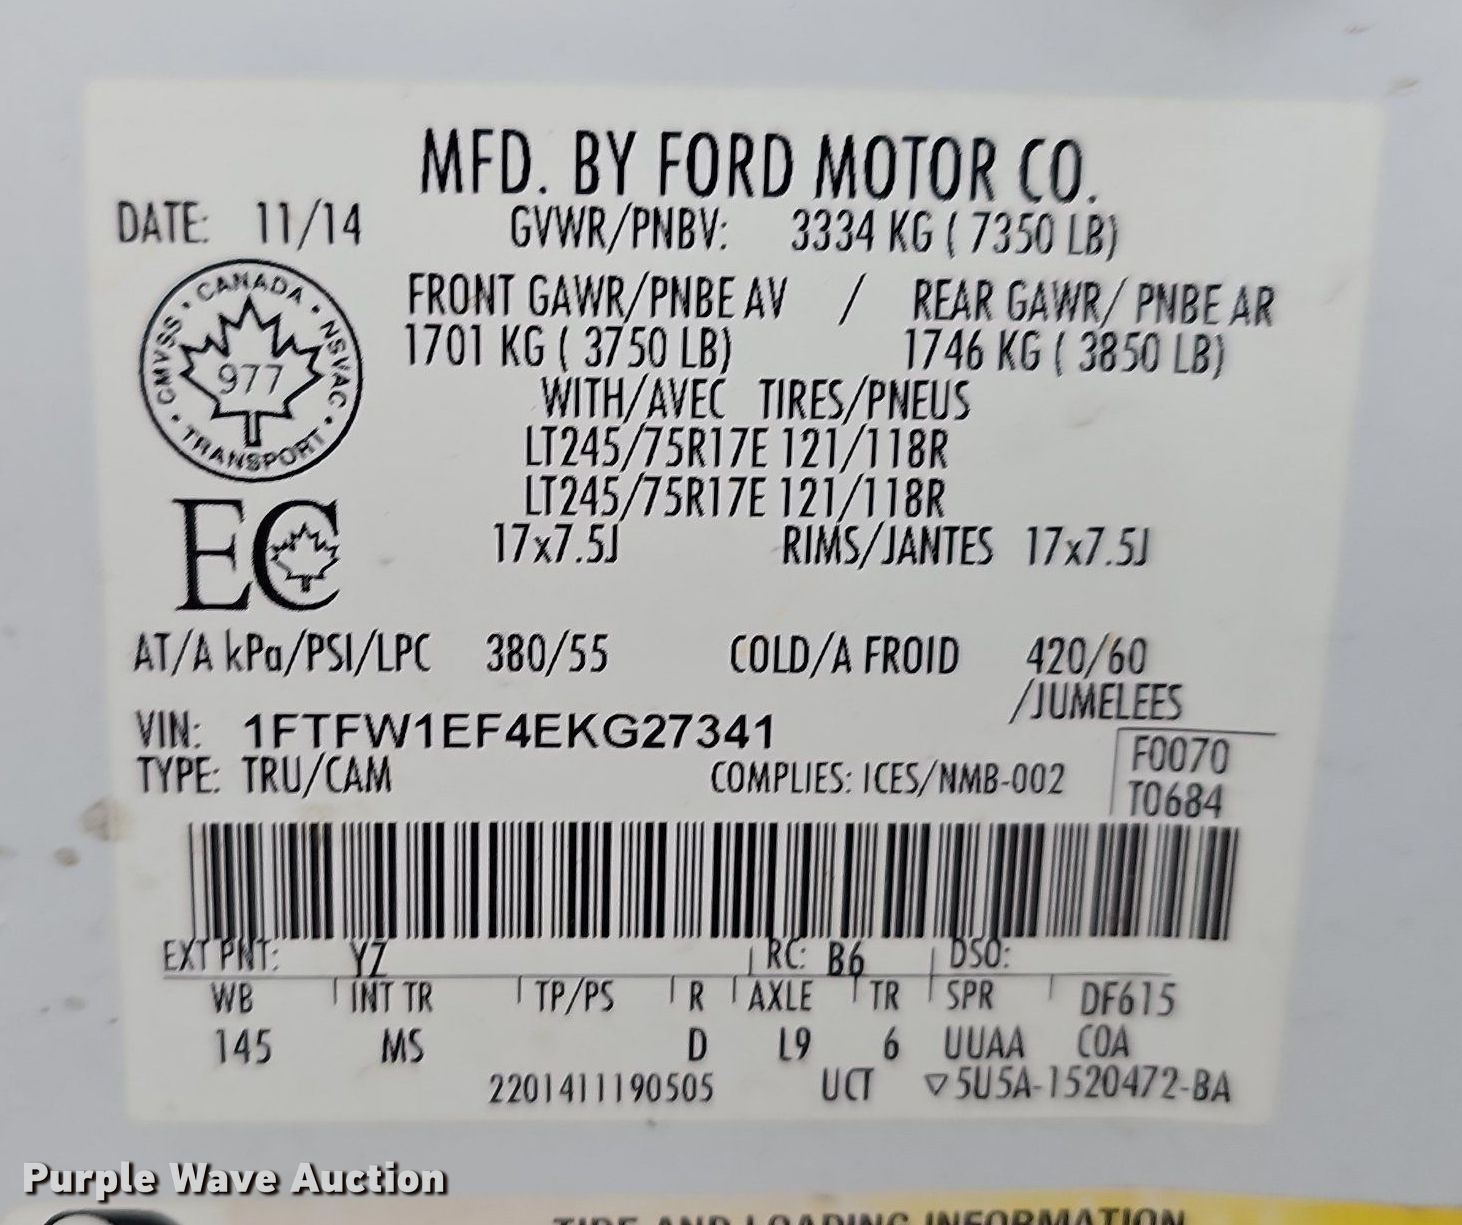 MFD. BY FORD MOTOR CO.
DATE: 11/14 GVWR/PNBV: 3334 KG ( 7350 LB)
FRONT GAWR/PNBE AV / REAR GAWR/ PNBE AR
1701 KG ( 3750 LB) 1746 KG ( 3850 LB)
WITH/AVEC TIRES/PNEUS
LT245/75R17E 121/118R
LT245/75R17E 121/118R
17x7.5J RIMS/JANTES 17x7.5J
CANADA
CMVSS NSVAC
977
TRANSPORT
EC
AT/A kPa/PSI/LPC 380/55 COLD/A FROID 420/60
/JUMELEES
VIN: 1FTFW1EF4EKG27341
TYPE: TRU/CAM COMPLIES: ICES/NMB-002
F0070
T0684
EXT PNT: YZ RC: B6 DSO:
WB INT TR TP/PS R AXLE TR SPR DF615
145 MS D L9 6 UUAA COA
2201411190505 UCT ▽5U5A-1520472-BA
Purple Wave Auction
TIRE AND LOADING INFORMATION